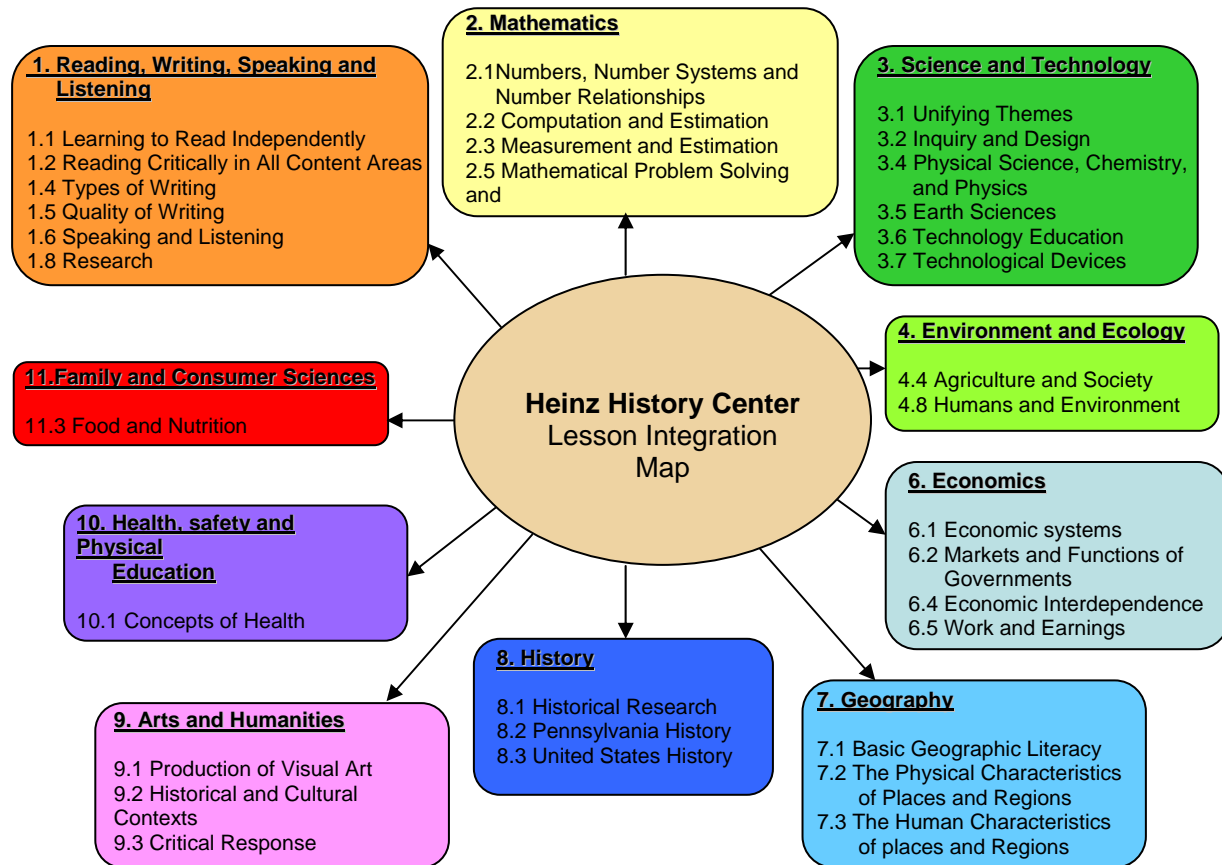 1. Reading, Writing, Speaking and
Listening
1.1 Learning to Read Independently
1.2 Reading Critically in All Content Areas
1.4 Types of Writing
1.5 Quality of Writing
1.6 Speaking and Listening
1.8 Research
2. Mathematics
2.1Numbers, Number Systems and
Number Relationships
2.2 Computation and Estimation
2.3 Measurement and Estimation
2.5 Mathematical Problem Solving
and
3. Science and Technology
3.1 Unifying Themes
3.2 Inquiry and Design
3.4 Physical Science, Chemistry,
and Physics
3.5 Earth Sciences
3.6 Technology Education
3.7 Technological Devices
4. Environment and Ecology
4.4 Agriculture and Society
4.8 Humans and Environment
11.Family and Consumer Sciences
11.3 Food and Nutrition
Heinz History Center
Lesson Integration
Map
6. Economics
6.1 Economic systems
6.2 Markets and Functions of
Governments
6.4 Economic Interdependence
6.5 Work and Earnings
10. Health, safety and
Physical
Education
10.1 Concepts of Health
8. History
8.1 Historical Research
8.2 Pennsylvania History
8.3 United States History
7. Geography
7.1 Basic Geographic Literacy
7.2 The Physical Characteristics
of Places and Regions
7.3 The Human Characteristics
of places and Regions
9. Arts and Humanities
9.1 Production of Visual Art
9.2 Historical and Cultural
Contexts
9.3 Critical Response